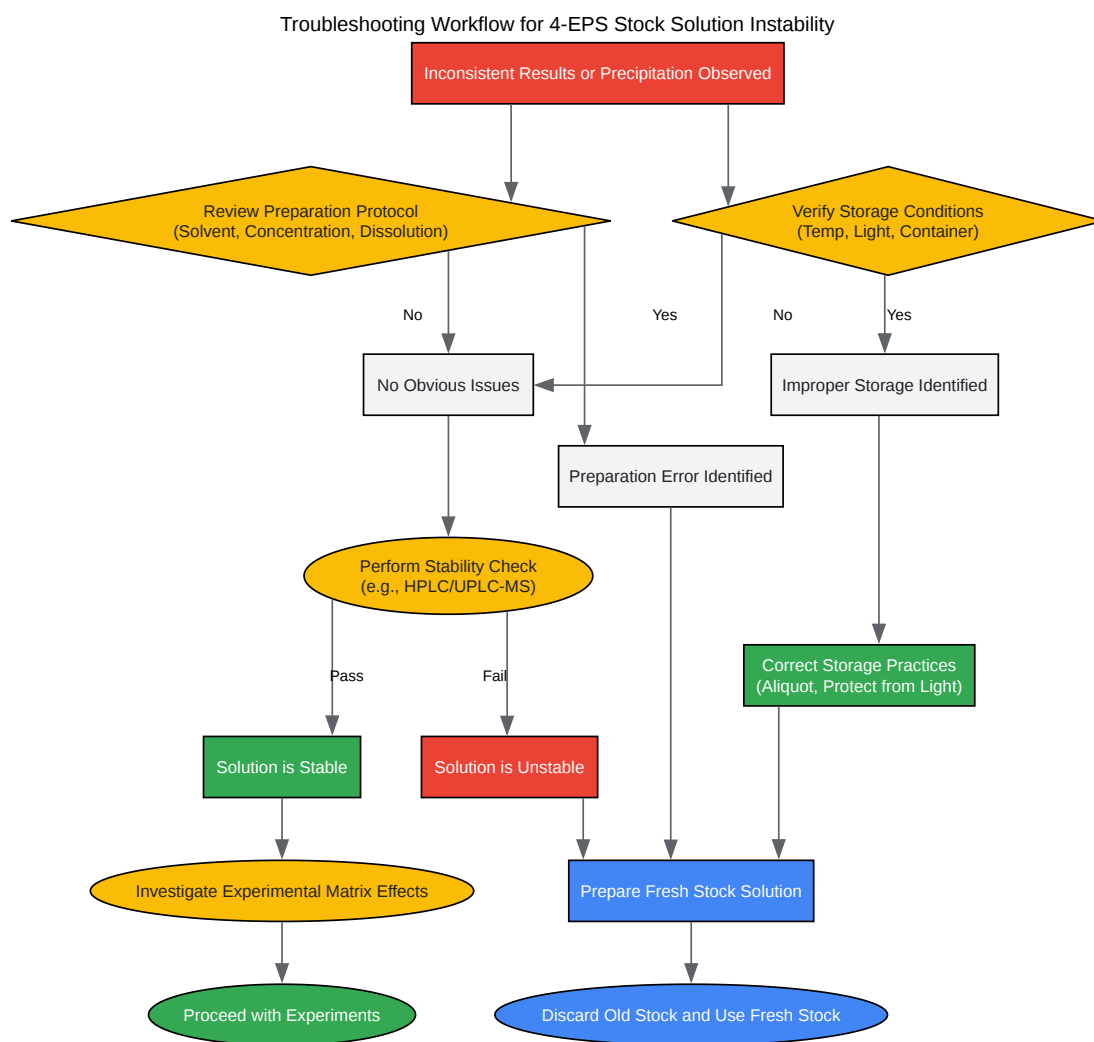 Troubleshooting Workflow for 4-EPS Stock Solution Instability
Inconsistent Results or Precipitation Observed
Review Preparation Protocol
(Solvent, Concentration, Dissolution)
Verify Storage Conditions
(Temp, Light, Container)
No
Yes
No
Yes
No Obvious Issues
Improper Storage Identified
Preparation Error Identified
Perform Stability Check
(e.g., HPLC/UPLC-MS)
Correct Storage Practices
(Aliquot, Protect from Light)
Pass
Fail
Solution is Stable
Solution is Unstable
Investigate Experimental Matrix Effects
Prepare Fresh Stock Solution
Proceed with Experiments
Discard Old Stock and Use Fresh Stock